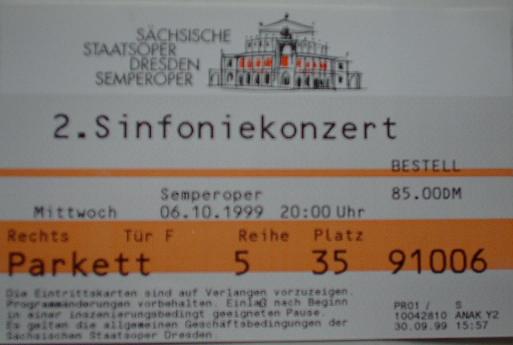 SÄCHSISCHE
STAATSOPER
DRESDEN
SEMPEROPER
2.Sinfoniekonzert
BESTELL
Semperoper 85.00DM
Mittwoch 06.10.1999 20:00 Uhr
Rechts Tür F Reihe Platz
Parkett 5 35 91006
Die Eintrittskarten sind auf Verlangen vorzuzeigen.
Programmänderungen vorbehalten. Einlaß nach Beginn
in einer inszenierungsbedingt geeigneten Pause.
Es gelten die allgemeinen Geschäftsbedingungen der
Sächsischen Staatsoper Dresden.
PR01 / S
10042810 ANAK Y2
30.09.99 15:57